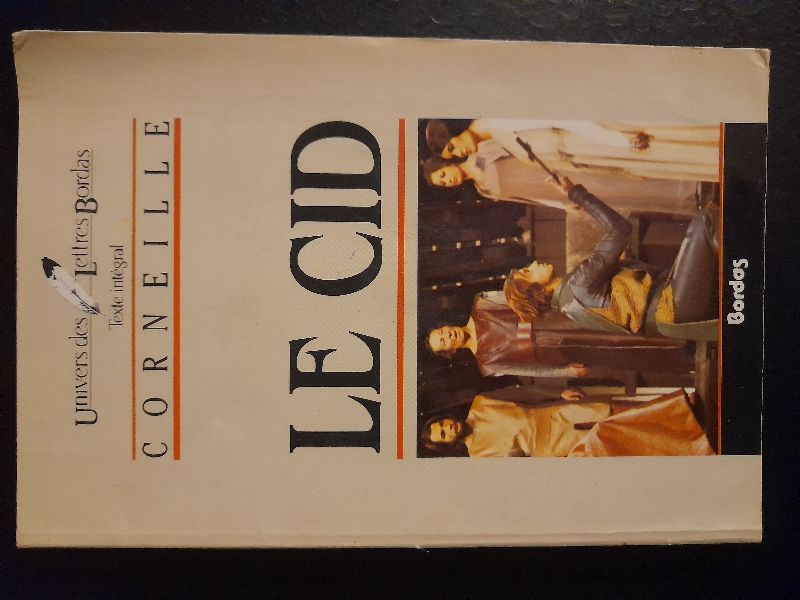 Univers des Lettres Bordas
Texte intégral
CORNEILLE
LE CID
Bordas